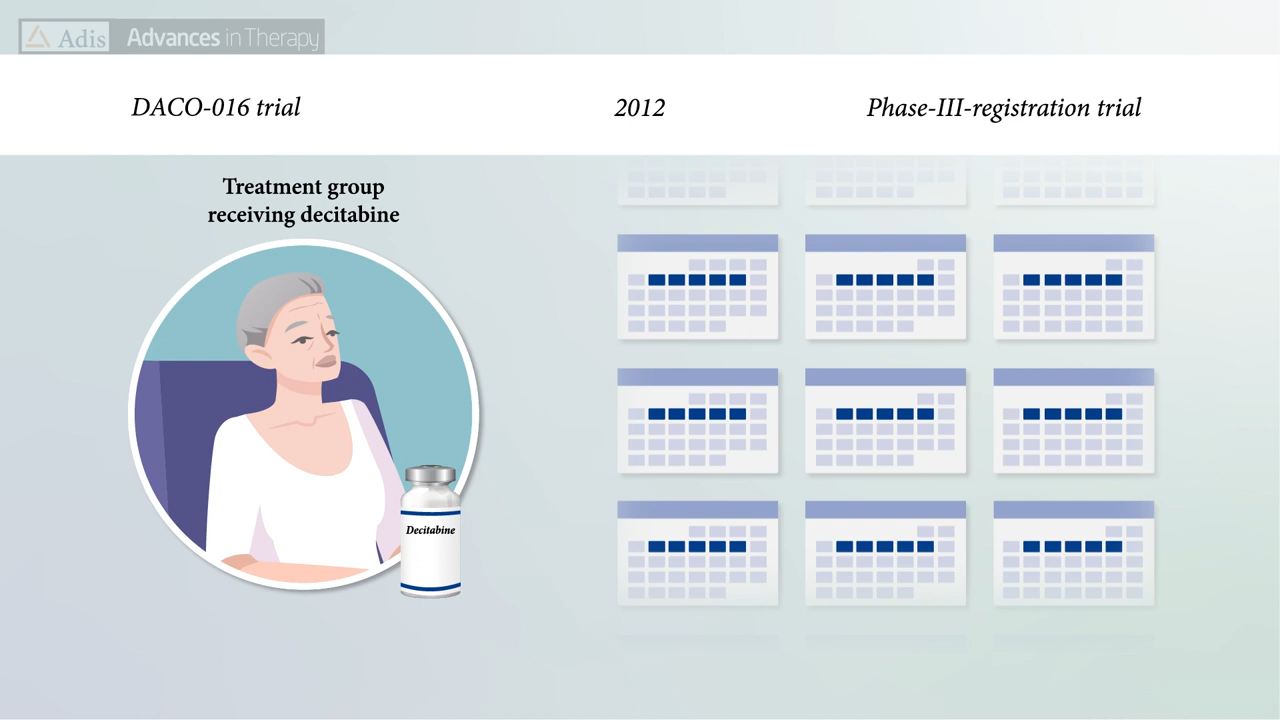 Adis Advances in Therapy
DACO-016 trial
2012
Phase-III-registration trial
Treatment group
receiving decitabine
Decitabine